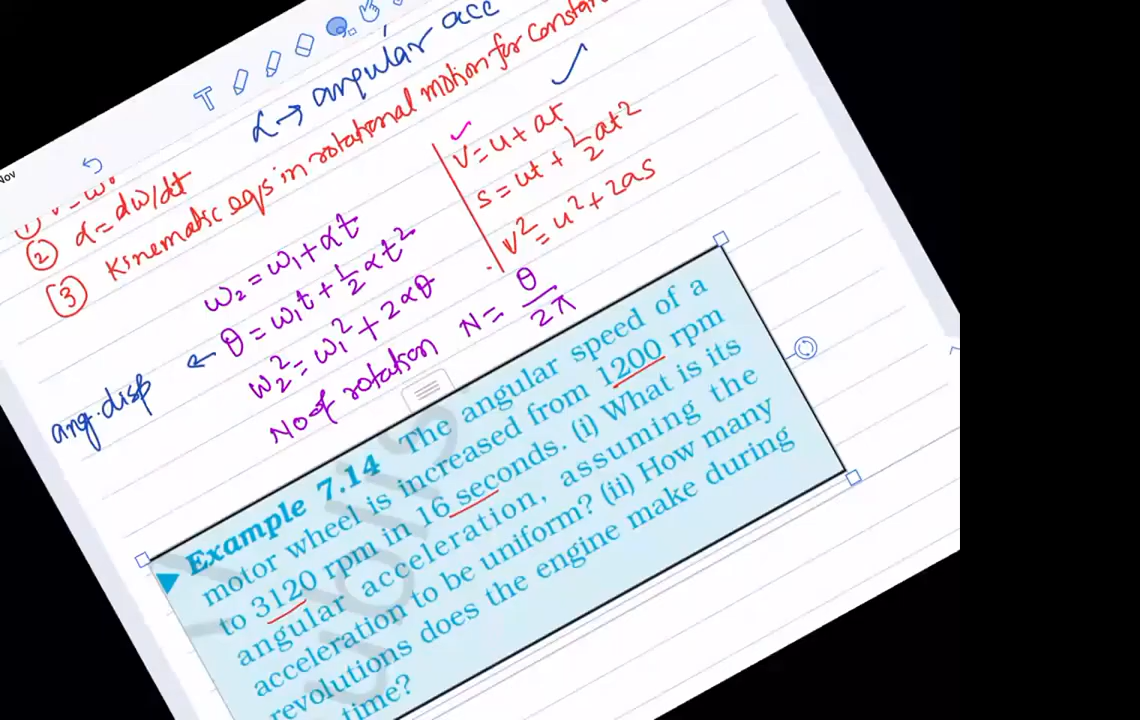 Nov
α → angular acc
② α = dω/dt
③ Kinematic eqs in rotational motion for constan
ω₂ = ω₁ + αt
θ = ω₁t + ½αt²
ω₂² = ω₁² + 2αθ
ang. disp
No of rotation N = θ/2π
v = u + at
s = ut + ½at²
v² = u² + 2as
Example 7.14 The angular speed of a
motor wheel is increased from 1200 rpm
to 3120 rpm in 16 seconds. (i) What is its
angular acceleration, assuming the
acceleration to be uniform? (ii) How many
revolutions does the engine make during
time?